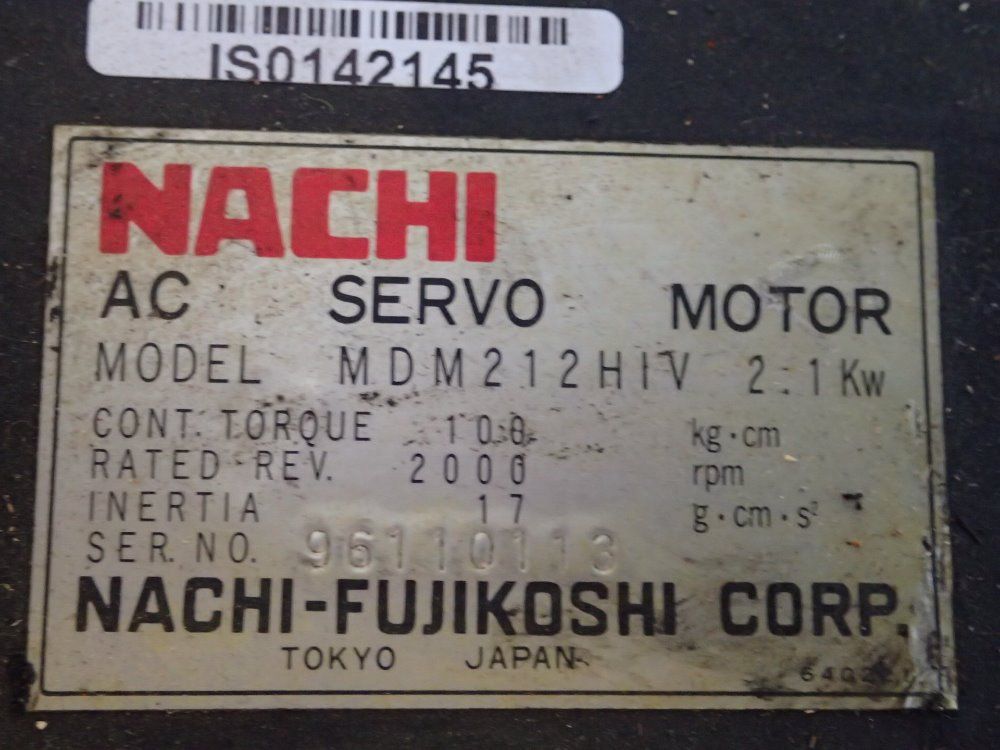 IS0142145
NACHI
AC SERVO MOTOR
MODEL MDM212HIV 2.1Kw
CONT. TORQUE 100 kg·cm
RATED REV. 2000 rpm
INERTIA 17 g·cm·s²
SER. NO. 96110113
NACHI-FUJIKOSHI CORP.
TOKYO JAPAN